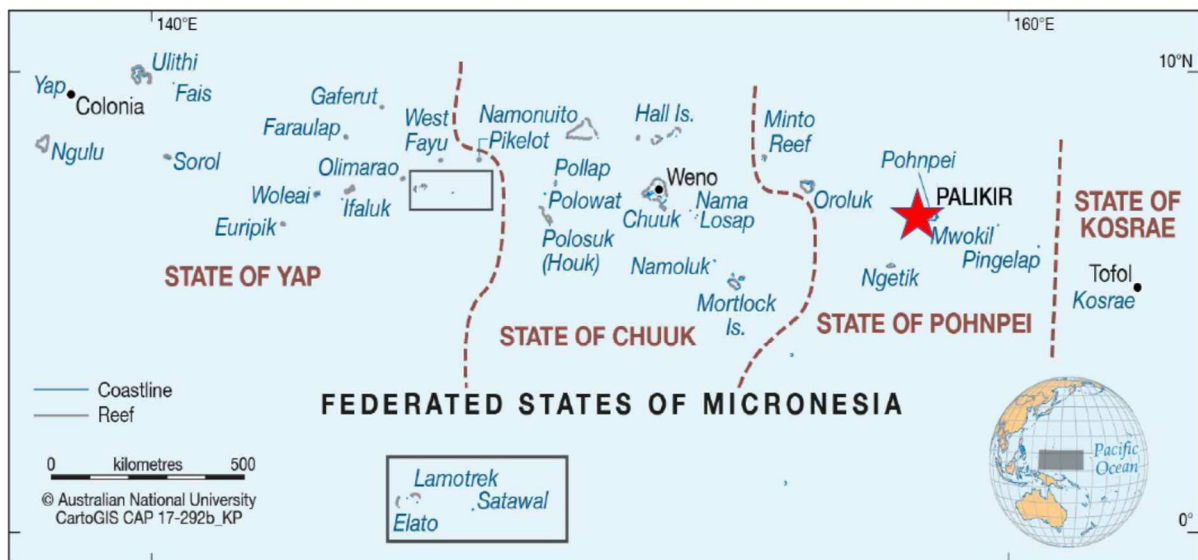 140°E
160°E
10°N
Ulithi
Yap
Colonia
Fais
Ngulu
Sorol
Gaferut
Faraulap
West
Fayu
Pikelot
Olimarao
Woleai
Ifaluk
Euripik
STATE OF YAP
Namonuito
Hall Is.
Pollap
Polowat
Polosuk
(Houk)
Weno
Chuuk
Nama
Losap
Namoluk
Mortlock
Is.
STATE OF CHUUK
Minto
Reef
Oroluk
Pohnpei
PALIKIR
Mwokil
Pingelap
Ngetik
STATE OF POHNPEI
STATE OF
KOSRAE
Tofol
Kosrae
FEDERATED STATES OF MICRONESIA
Coastline
Reef
0 kilometres 500
© Australian National University
CartoGIS CAP 17-292b_KP
Lamotrek
Satawal
Elato
Pacific
Ocean
0°